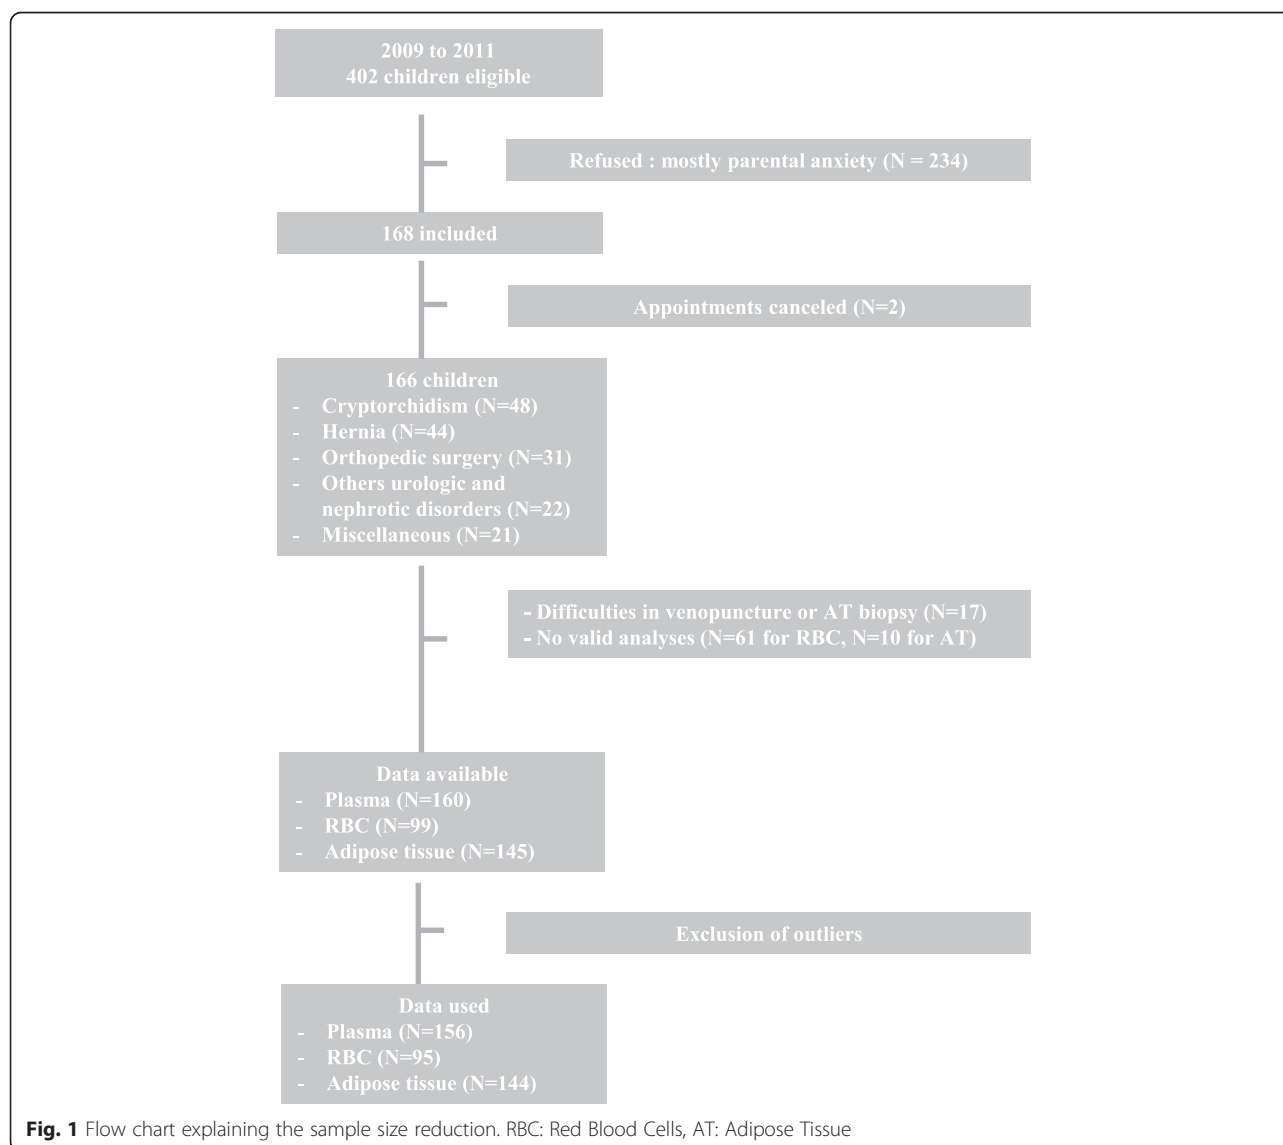 2009 to 2011
402 children eligible
Refused : mostly parental anxiety (N = 234)
168 included
Appointments canceled (N=2)
166 children
- Cryptorchidism (N=48)
- Hernia (N=44)
- Orthopedic surgery (N=31)
- Others urologic and
nephrotic disorders (N=22)
- Miscellaneous (N=21)
- Difficulties in venopuncture or AT biopsy (N=17)
- No valid analyses (N=61 for RBC, N=10 for AT)
Data available
- Plasma (N=160)
- RBC (N=99)
- Adipose tissue (N=145)
Exclusion of outliers
Data used
- Plasma (N=156)
- RBC (N=95)
- Adipose tissue (N=144)
Fig. 1 Flow chart explaining the sample size reduction. RBC: Red Blood Cells, AT: Adipose Tissue